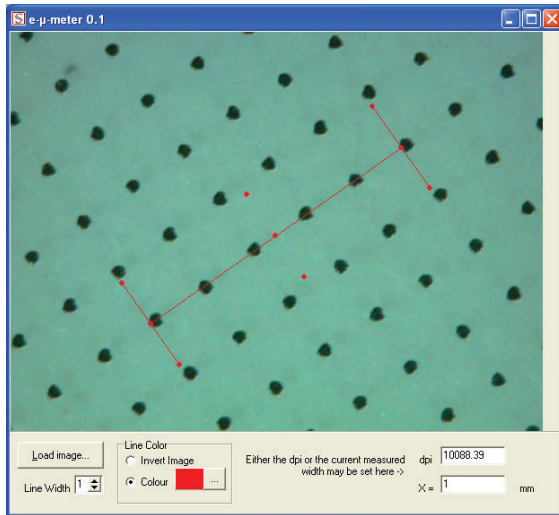 S e-µ-meter 0.1
Load image...
Line Width 1
Line Color
Invert Image
Colour ...
Either the dpi or the current measured
width may be set here ->
dpi 10088.39
X = 1 mm